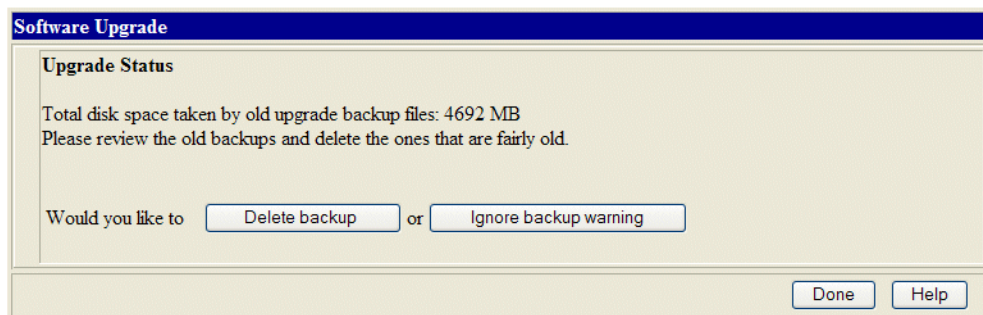 Software Upgrade
Upgrade Status
Total disk space taken by old upgrade backup files: 4692 MB
Please review the old backups and delete the ones that are fairly old.
Would you like to Delete backup or Ignore backup warning
Done Help